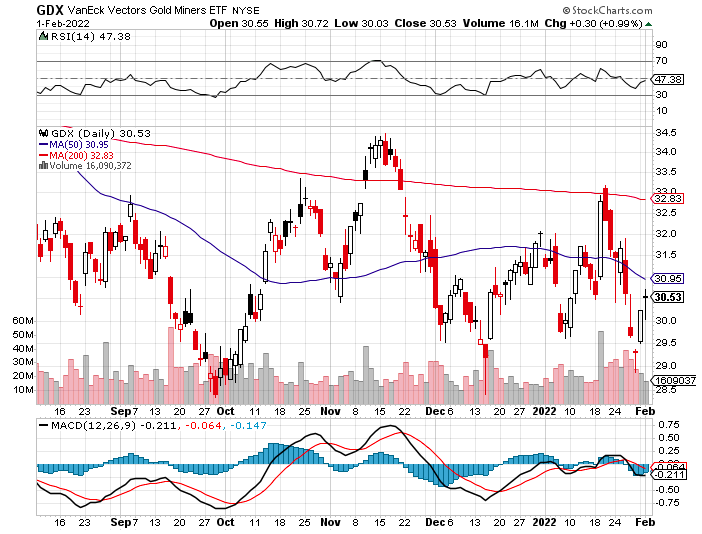 GDX VanEck Vectors Gold Miners ETF NYSE © StockCharts.com
1-Feb-2022 Open 30.55 High 30.72 Low 30.03 Close 30.53 Volume 16.1M Chg +0.30 (+0.99%)
RSI(14) 47.38
90
70
47.38
30
10
GDX (Daily) 30.53
MA(50) 30.95
MA(200) 32.83
Volume 16,090,372
34.5
34.0
33.5
33.0
32.83
32.5
32.0
31.5
30.95
30.53
30.0
29.5
29.0
1609037
28.5
60M
50M
40M
30M
20M
10M
16 23 Sep 7 13 20 27 Oct 11 18 25 Nov 8 15 22 Dec 6 13 20 27 2022 10 18 24 Feb
MACD(12,26,9) -0.211, -0.064, -0.147
0.75
0.50
0.25
0.00
-0.064
-0.211
-0.50
-0.75
16 23 Sep 7 13 20 27 Oct 11 18 25 Nov 8 15 22 Dec 6 13 20 27 2022 10 18 24 Feb